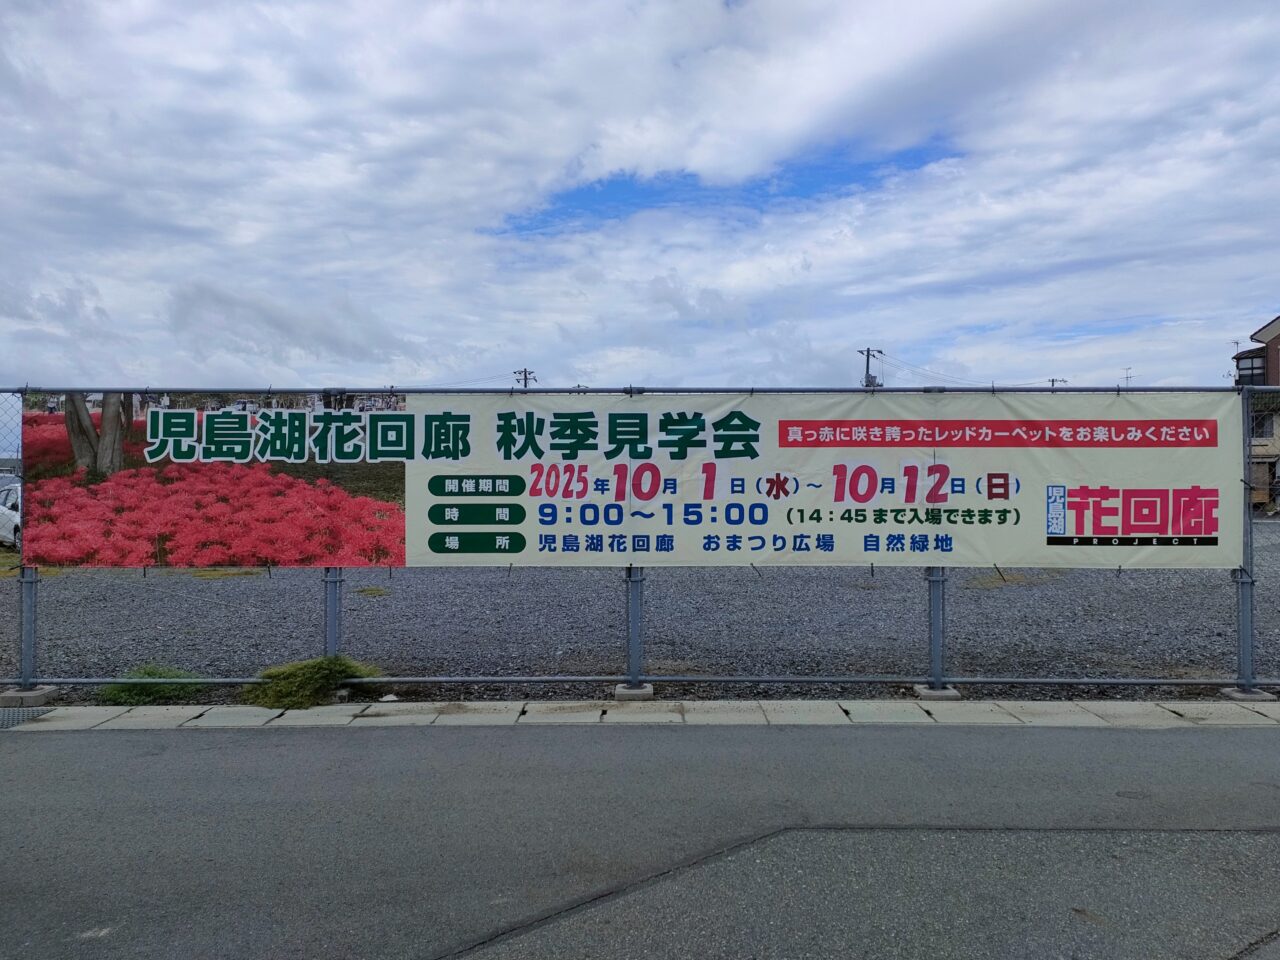 児島湖花回廊 秋季見学会
真っ赤に咲き誇ったレッドカーペットをお楽しみください
開催期間 2025年10月1日(水)～10月12日(日)
時間 9:00～15:00 (14:45まで入場できます)
場所 児島湖花回廊 おまつり広場 自然緑地
児島湖 花回廊
PROJECT